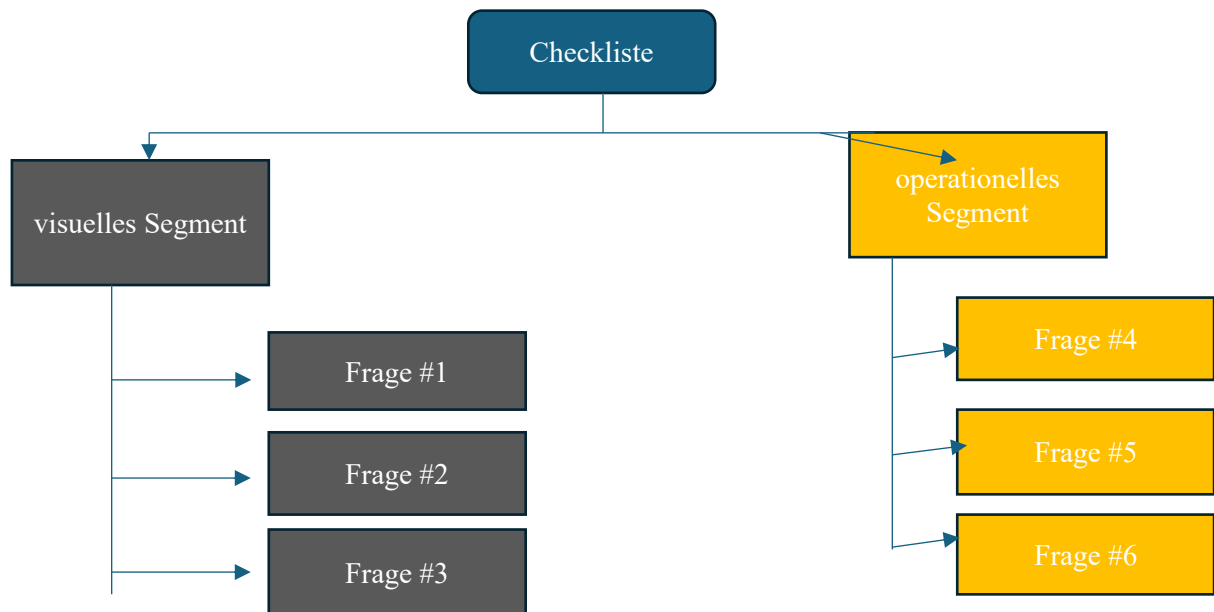 Checkliste
visuelles Segment
operationelles
Segment
Frage #1
Frage #2
Frage #3
Frage #4
Frage #5
Frage #6